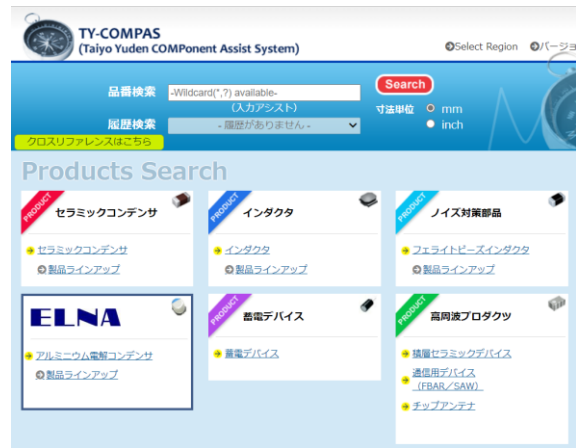 TY-COMPAS
(Taiyo Yuden COMPonent Assist System)
Select Region バージョ
品番検索 -Wildcard(*,?) available- Search
(入力アシスト) 寸法単位 mm
履歴検索 - 履歴がありません - inch
クロスリファレンスはこちら
Products Search
PRODUCT セラミックコンデンサ
セラミックコンデンサ
製品ラインアップ
PRODUCT インダクタ
インダクタ
製品ラインアップ
PRODUCT ノイズ対策部品
フェライトビーズインダクタ
製品ラインアップ
ELNA
アルミニウム電解コンデンサ
製品ラインアップ
PRODUCT 蓄電デバイス
蓄電デバイス
PRODUCT 高周波プロダクツ
積層セラミックデバイス
通信用デバイス
(FBAR/SAW)
チップアンテナ